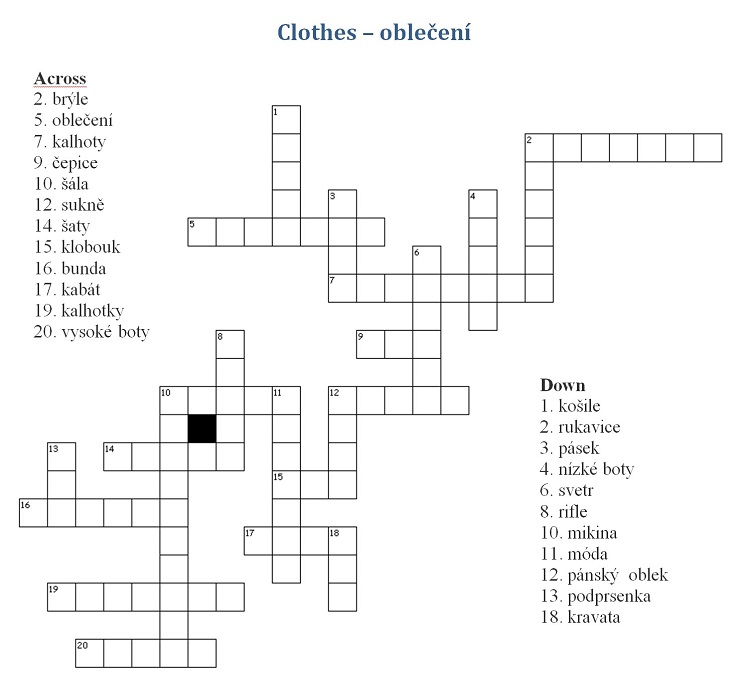 Clothes – oblečení
Across
2. brýle
5. oblečení
7. kalhoty
9. čepice
10. šála
12. sukně
14. šaty
15. klobouk
16. bunda
17. kabát
19. kalhotky
20. vysoké boty
1
2
3
4
5
6
7
8
9
10
11
12
13
14
15
16
17
18
19
20
Down
1. košile
2. rukavice
3. pásek
4. nízké boty
6. svetr
8. rifle
10. mikina
11. móda
12. pánský oblek
13. podprsenka
18. kravata